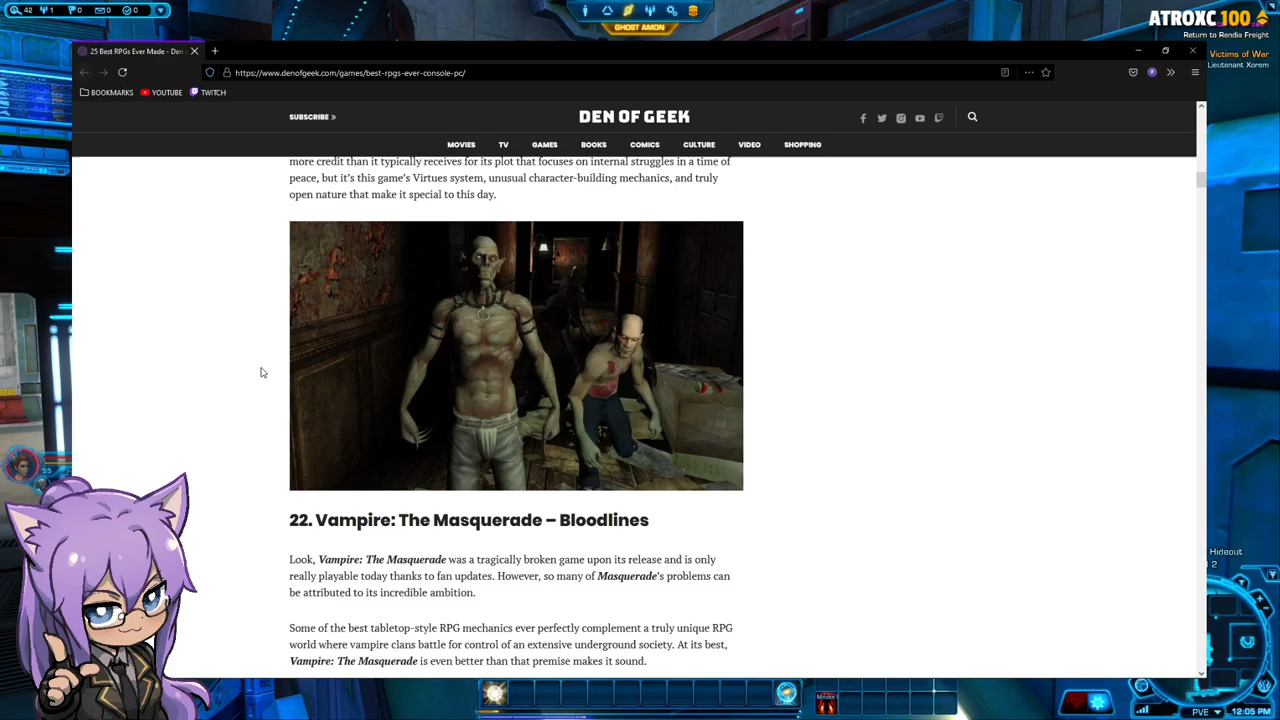 42 1 0 0 0
GHOST AMON
ATROXC 100
Return to Rendia Freight
Victims of War
Lieutenant Xorem
25 Best RPGs Ever Made - Den
https://www.denofgeek.com/games/best-rpgs-ever-console-pc/
BOOKMARKS YOUTUBE TWITCH
SUBSCRIBE »
DEN OF GEEK
MOVIES TV GAMES BOOKS COMICS CULTURE VIDEO SHOPPING
more credit than it typically receives for its plot that focuses on internal struggles in a time of
peace, but it's this game's Virtues system, unusual character-building mechanics, and truly
open nature that make it special to this day.
22. Vampire: The Masquerade – Bloodlines
Look, Vampire: The Masquerade was a tragically broken game upon its release and is only
really playable today thanks to fan updates. However, so many of Masquerade's problems can
be attributed to its incredible ambition.
Some of the best tabletop-style RPG mechanics ever perfectly complement a truly unique RPG
world where vampire clans battle for control of an extensive underground society. At its best,
Vampire: The Masquerade is even better than that premise makes it sound.
55
Hideout
2
PVE 12:05 PM